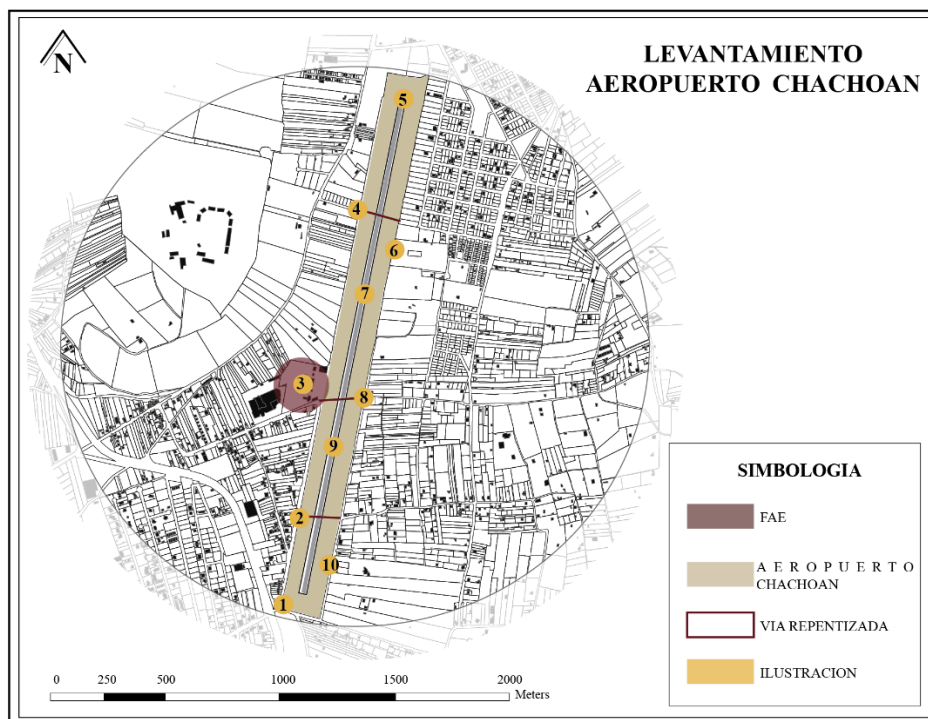 LEVANTAMIENTO
AEROPUERTO CHACHOAN
N
5
4
6
7
3
8
9
2
10
1
SIMBOLOGIA
FAE
A E R O P U E R T O
CHACHOAN
VIA REPENTIZADA
ILUSTRACION
0 250 500 1000 1500 2000
Meters